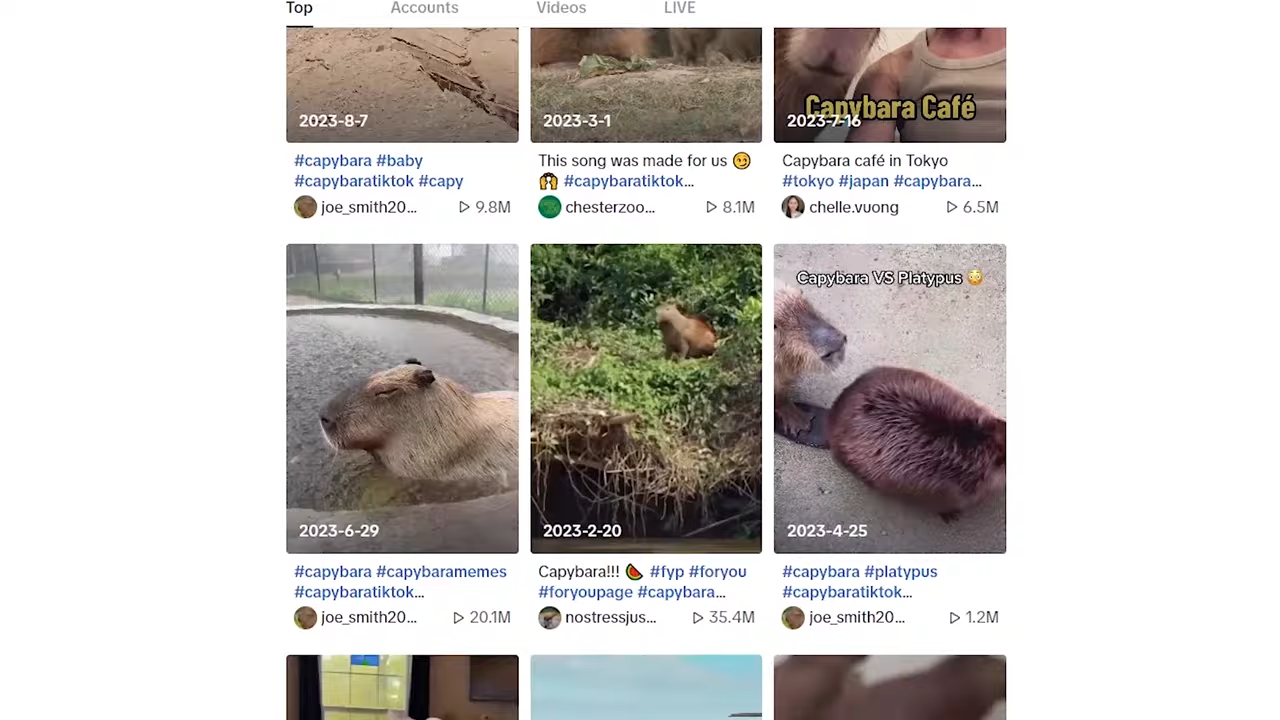 Top
Accounts
Videos
LIVE
Capybara Café
2023-8-7
2023-3-1
2023-7-16
#capybara #baby
#capybaratiktok #capy
joe_smith20...
9.8M
This song was made for us 😏
🙌 #capybaratiktok...
chesterzoo...
8.1M
Capybara café in Tokyo
#tokyo #japan #capybara...
chelle.vuong
6.5M
Capybara VS Platypus 😳
2023-6-29
2023-2-20
2023-4-25
#capybara #capybaramemes
#capybaratiktok...
joe_smith20...
20.1M
Capybara!!! 🍉 #fyp #foryou
#foryoupage #capybara...
nostressjus...
35.4M
#capybara #platypus
#capybaratiktok...
joe_smith20...
1.2M